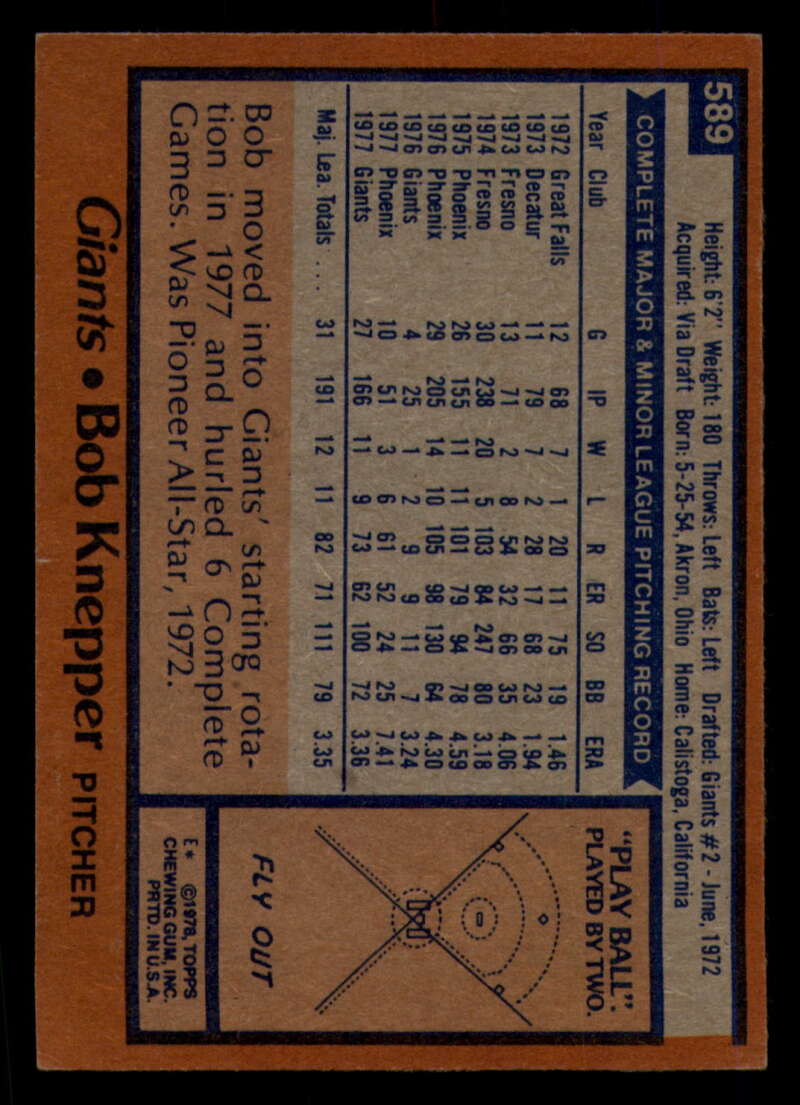 589
Height: 6'2" Weight: 180 Throws: Left Bats: Left Drafted: Giants #2 - June, 1972
Acquired: Via Draft Born: 5-25-54, Akron, Ohio Home: Calistoga, California
COMPLETE MAJOR & MINOR LEAGUE PITCHING RECORD
Year Club G IP W L R ER SO BB ERA
1972 Great Falls 12 68 7 1 20 11 75 19 1.46
1973 Decatur 11 79 7 2 28 17 68 23 1.94
1973 Fresno 13 71 2 8 54 32 66 35 4.06
1974 Fresno 30 238 20 5 103 84 247 80 3.18
1975 Phoenix 26 155 11 11 101 79 94 78 4.59
1976 Phoenix 29 205 14 10 105 98 130 64 4.30
1976 Giants 4 25 1 2 9 9 11 7 3.24
1977 Phoenix 10 51 3 6 61 52 24 25 7.41
1977 Giants 27 166 11 9 73 62 100 72 3.36
Maj. Lea. Totals ... 31 191 12 11 82 71 111 79 3.35
Bob moved into Giants' starting rota-
tion in 1977 and hurled 6 Complete
Games. Was Pioneer All-Star, 1972.
"PLAY BALL".
PLAYED BY TWO.
FLY OUT
E* ©1978, TOPPS
CHEWING GUM, INC.
PRTD. IN U.S.A.
Giants • Bob Knepper PITCHER